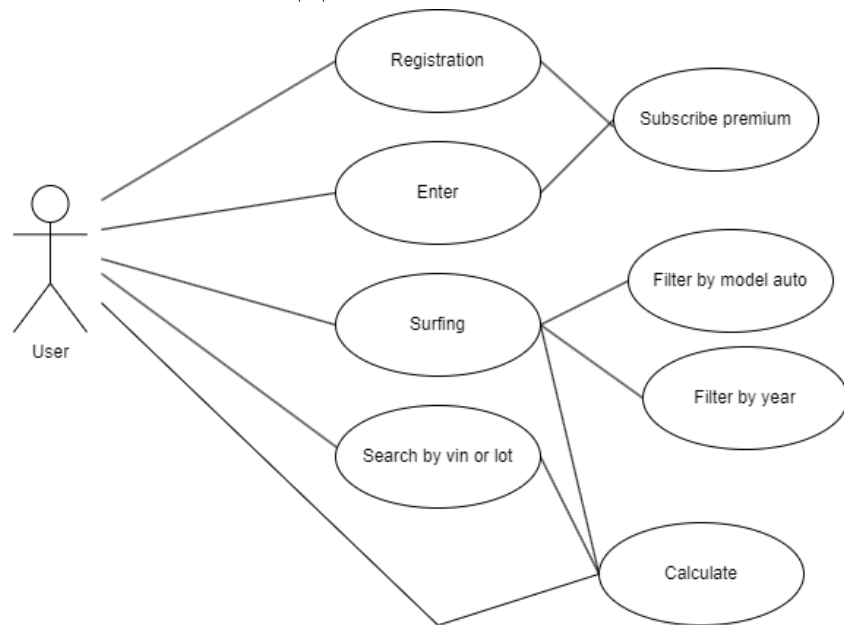 Registration
Subscribe premium
Enter
Filter by model auto
Surfing
User
Filter by year
Search by vin or lot
Calculate